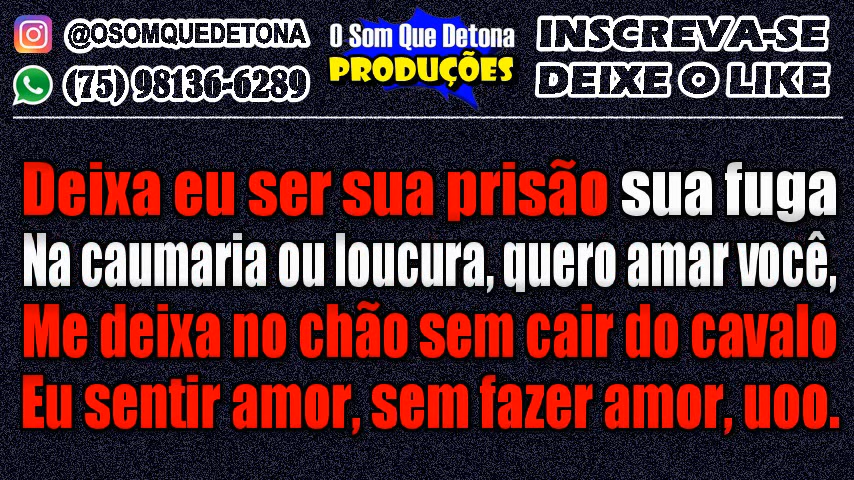 @OSOMQUEDETONA
(75) 98136-6289
O Som Que Detona
PRODUÇÕES
INSCREVA-SE
DEIXE O LIKE
Deixa eu ser sua prisão sua fuga
Na caumaria ou loucura, quero amar você,
Me deixa no chão sem cair do cavalo
Eu sentir amor, sem fazer amor, uoo.